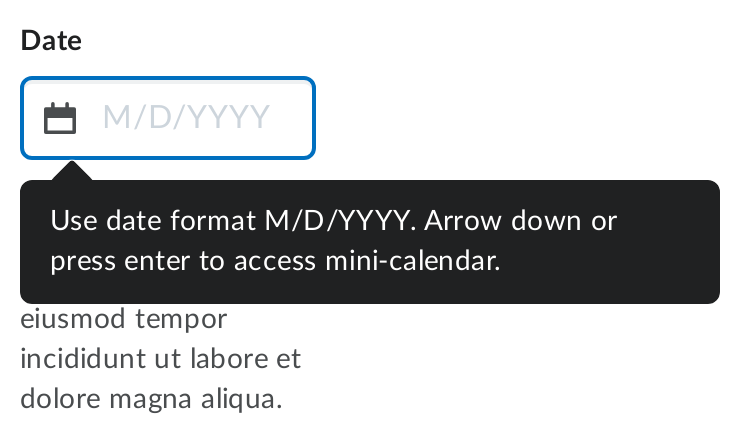 Date
M/D/YYYY
Use date format M/D/YYYY. Arrow down or
press enter to access mini-calendar.
eiusmod tempor
incididunt ut labore et
dolore magna aliqua.